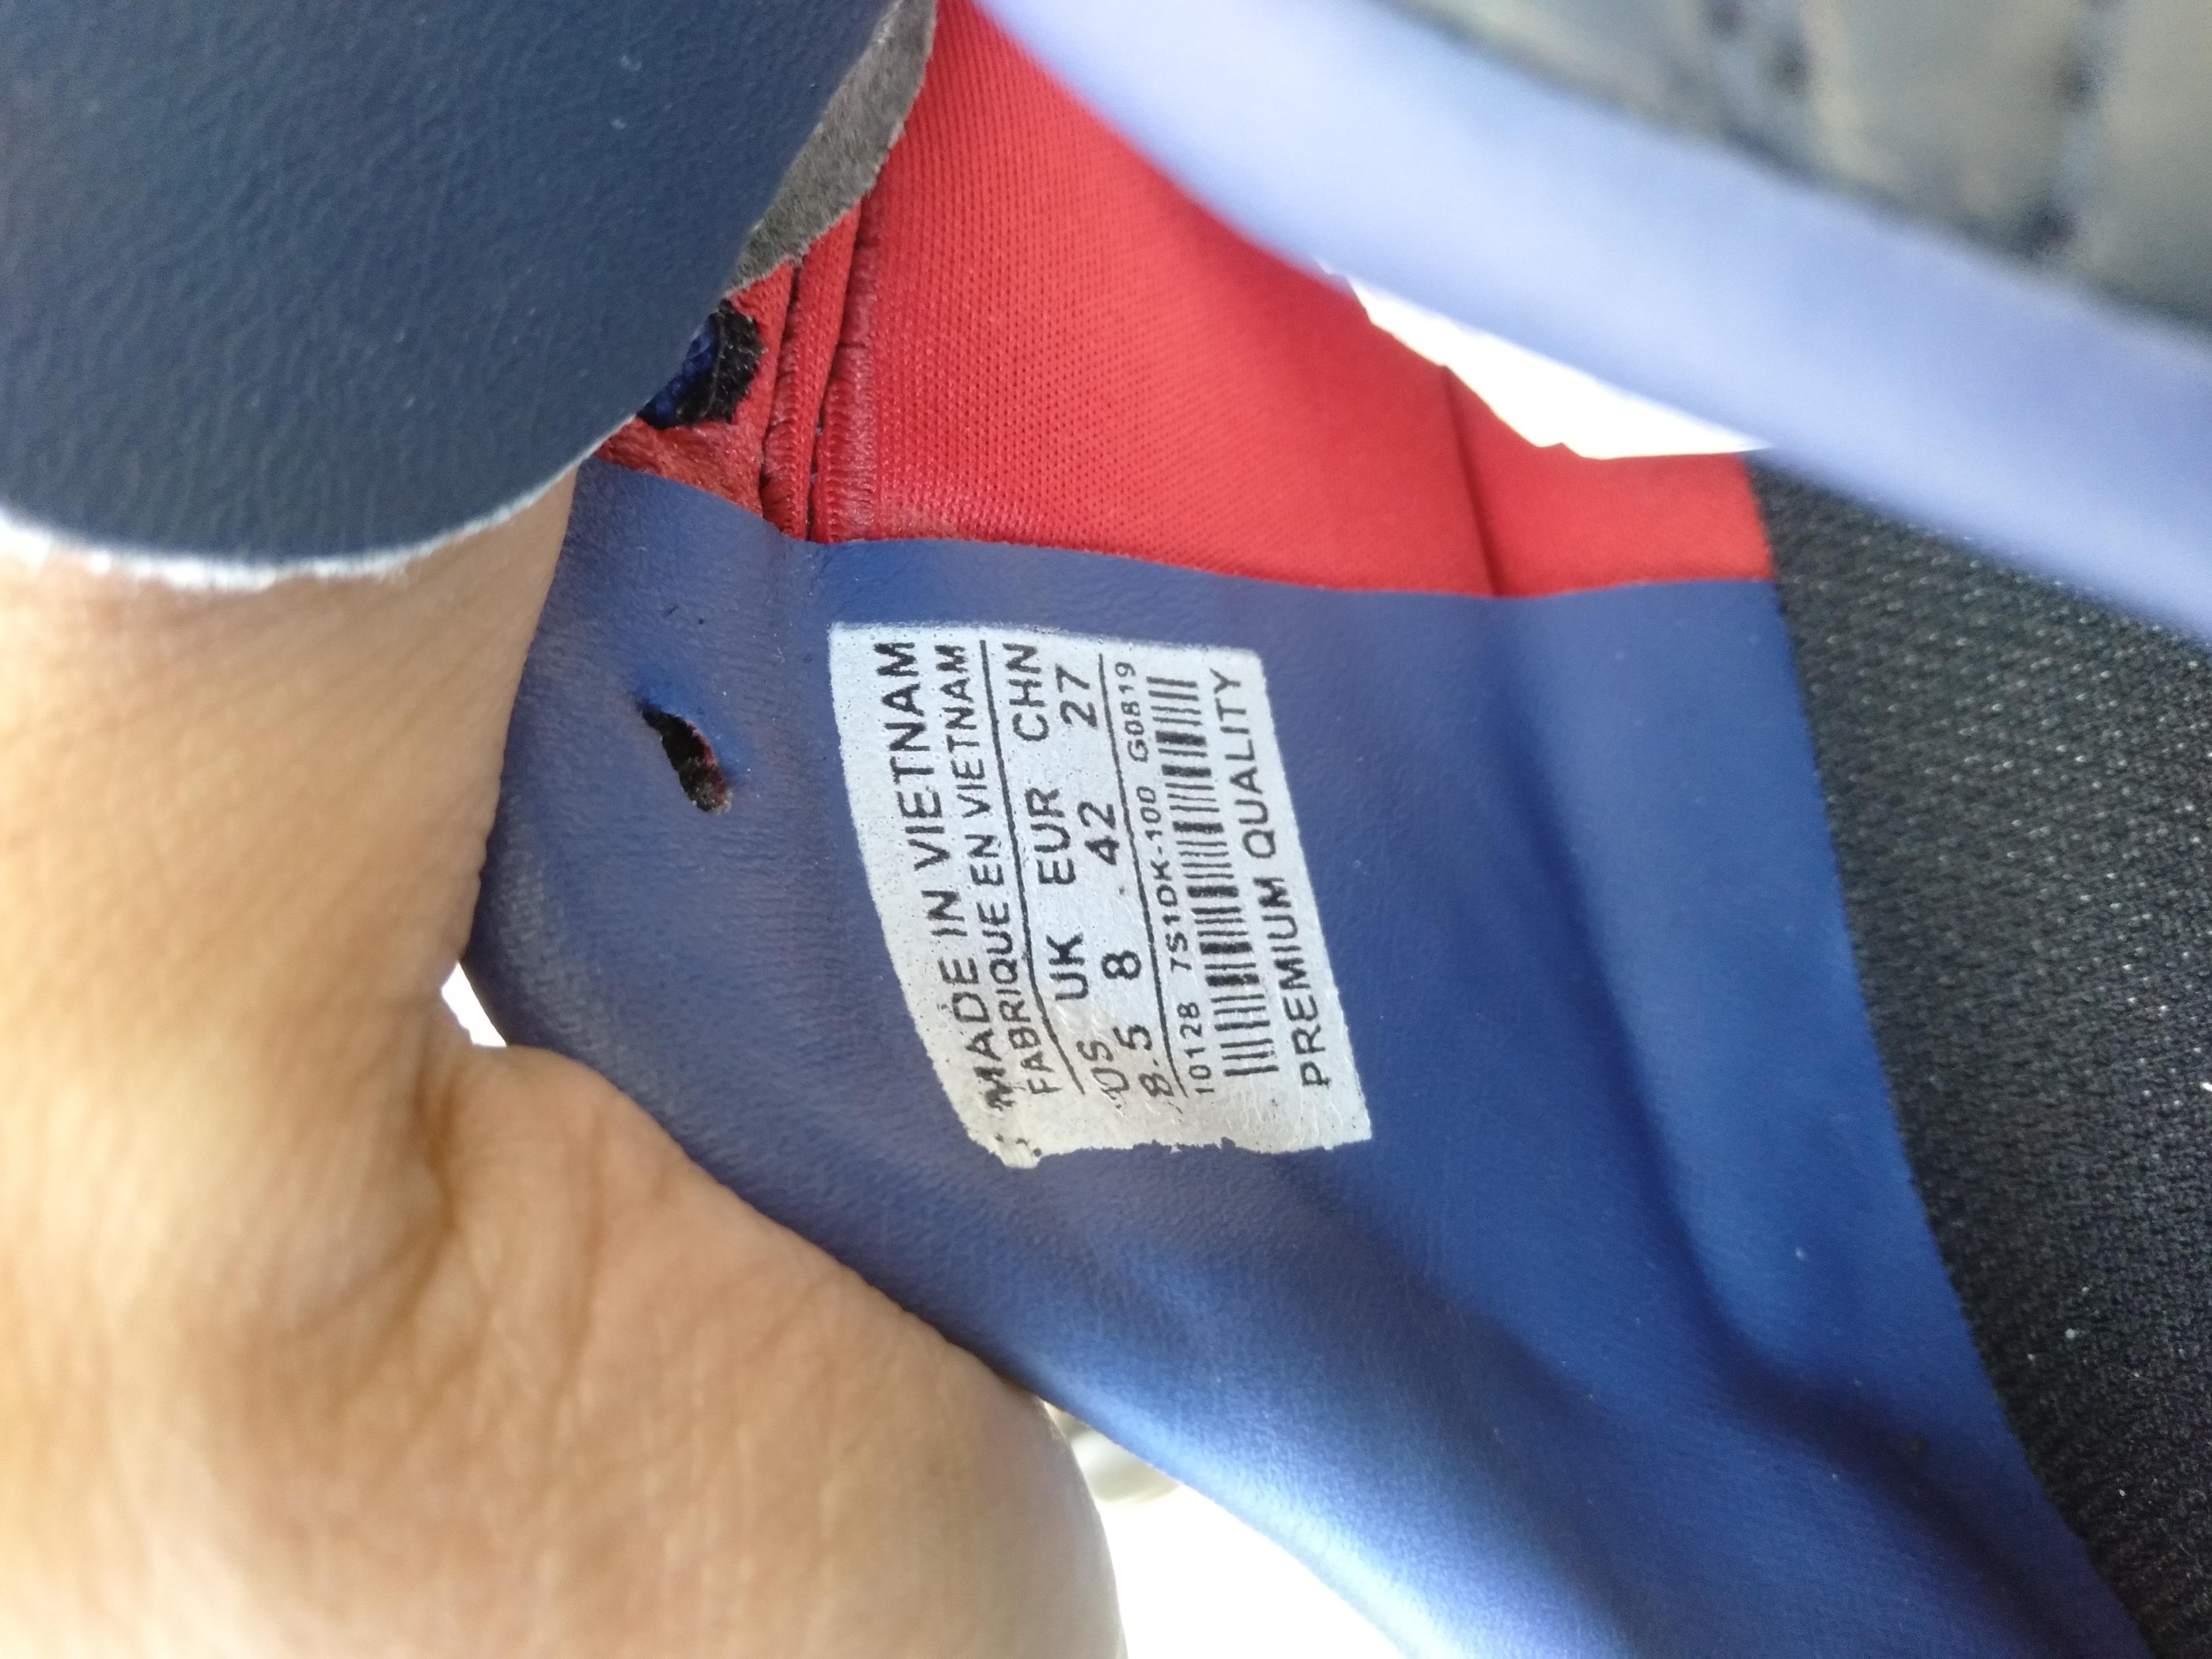 MADE IN VIETNAM
FABRIQUE EN VIETNAM
US UK EUR CHN
8.5 8 42 27
10128 7S1DK-100 G0819
PREMIUM QUALITY